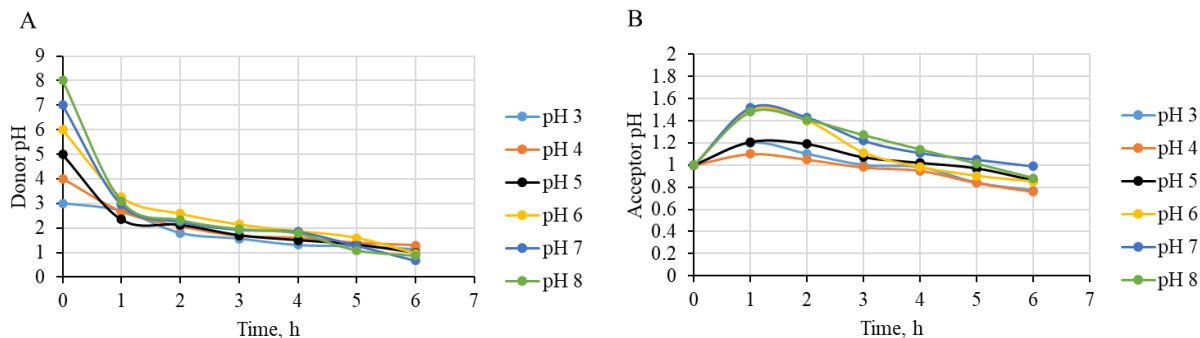 A
Donor pH
9
8
7
6
5
4
3
2
1
0
0 1 2 3 4 5 6 7
Time, h
pH 3
pH 4
pH 5
pH 6
pH 7
pH 8
B
Acceptor pH
2
1.8
1.6
1.4
1.2
1
0.8
0.6
0.4
0.2
0
0 1 2 3 4 5 6 7
Time, h
pH 3
pH 4
pH 5
pH 6
pH 7
pH 8